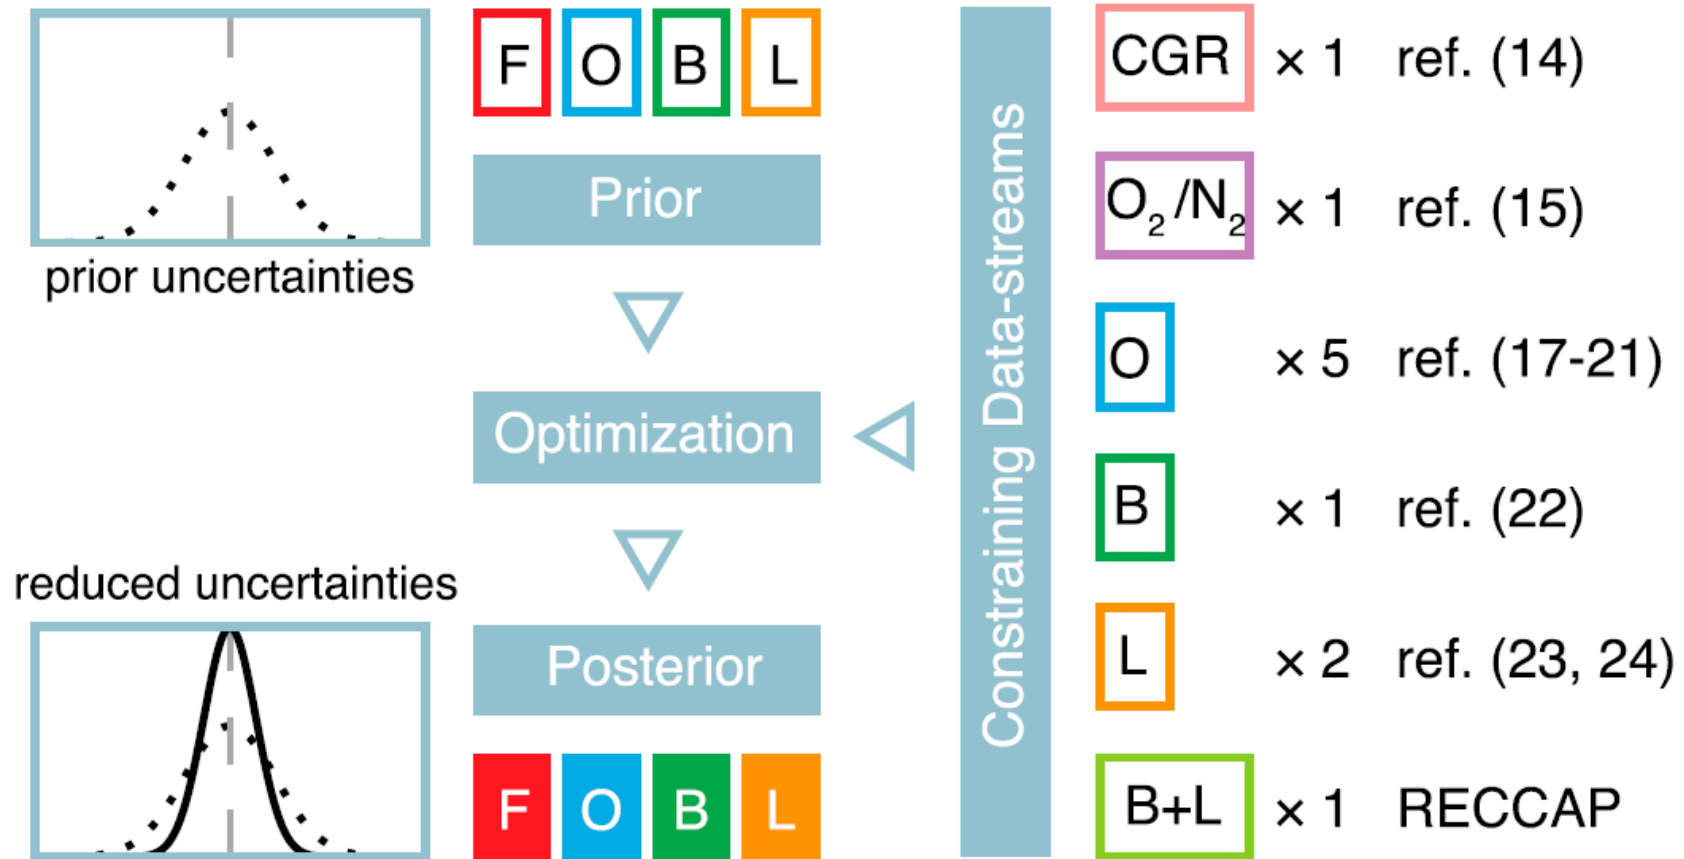 F O B L
Prior
prior uncertainties
Optimization
reduced uncertainties
Posterior
F O B L
Constraining Data-streams
CGR × 1 ref. (14)
O₂/N₂ × 1 ref. (15)
O × 5 ref. (17-21)
B × 1 ref. (22)
L × 2 ref. (23, 24)
B+L × 1 RECCAP